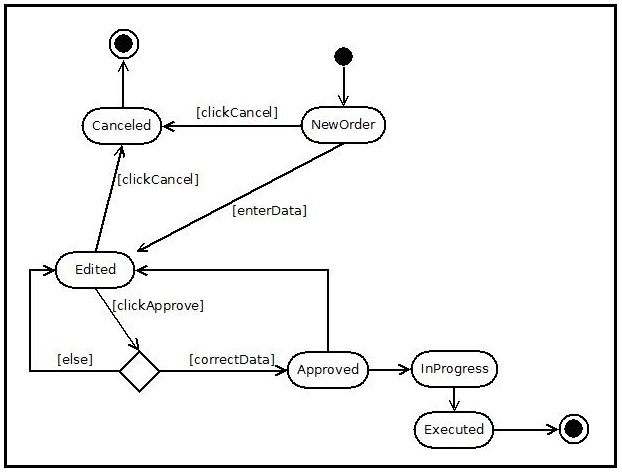 [clickCancel]
Canceled
NewOrder
[clickCancel]
[enterData]
Edited
[clickApprove]
[else]
[correctData]
Approved
InProgress
Executed